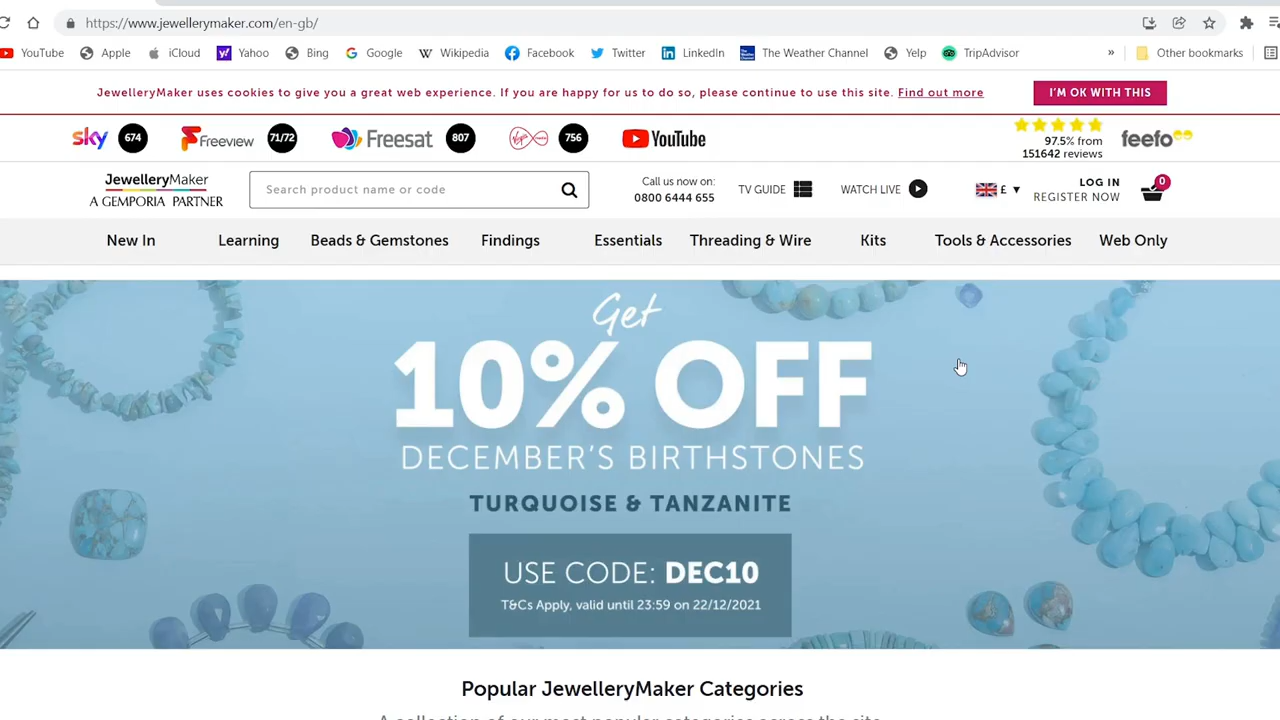 https://www.jewellerymaker.com/en-gb/
YouTube Apple iCloud Yahoo Bing Google Wikipedia Facebook Twitter LinkedIn The Weather Channel Yelp TripAdvisor » Other bookmarks
JewelleryMaker uses cookies to give you a great web experience. If you are happy for us to do so, please continue to use this site. Find out more
I'M OK WITH THIS
sky 674 Freeview 71/72 Freesat 807 Virgin media 756 YouTube
97.5% from
151642 reviews
feefo
JewelleryMaker
A GEMPORIA PARTNER
Search product name or code
Call us now on:
0800 6444 655
TV GUIDE
WATCH LIVE
£
LOG IN
REGISTER NOW
0
New In Learning Beads & Gemstones Findings Essentials Threading & Wire Kits Tools & Accessories Web Only
Get
10% OFF
DECEMBER'S BIRTHSTONES
TURQUOISE & TANZANITE
USE CODE: DEC10
T&Cs Apply, valid until 23:59 on 22/12/2021
Popular JewelleryMaker Categories
A collection of our most popular categories across the site